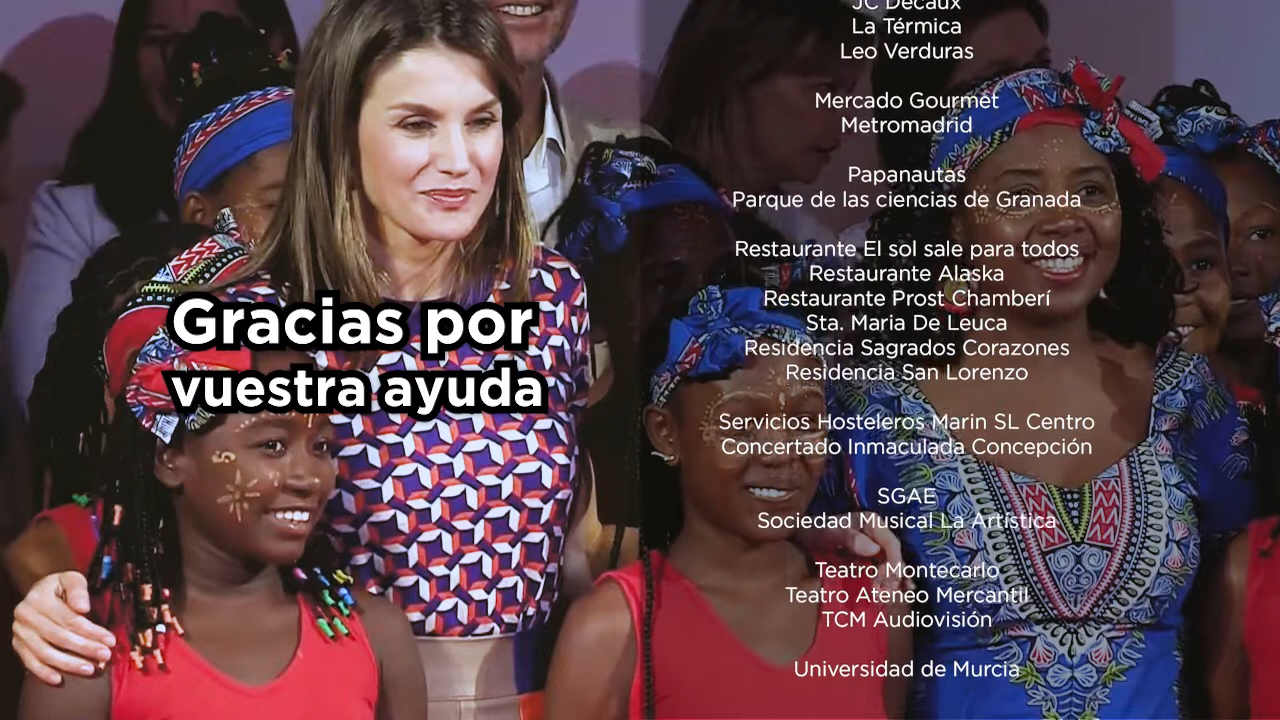 Gracias por
vuestra ayuda
JC Decaux
La Térmica
Leo Verduras
Mercado Gourmet
Metromadrid
Papanautas
Parque de las ciencias de Granada
Restaurante El sol sale para todos
Restaurante Alaska
Restaurante Prost Chamberí
Sta. Maria De Leuca
Residencia Sagrados Corazones
Residencia San Lorenzo
Servicios Hosteleros Marin SL Centro
Concertado Inmaculada Concepción
SGAE
Sociedad Musical La Artística
Teatro Montecarlo
Teatro Ateneo Mercantil
TCM Audiovisión
Universidad de Murcia